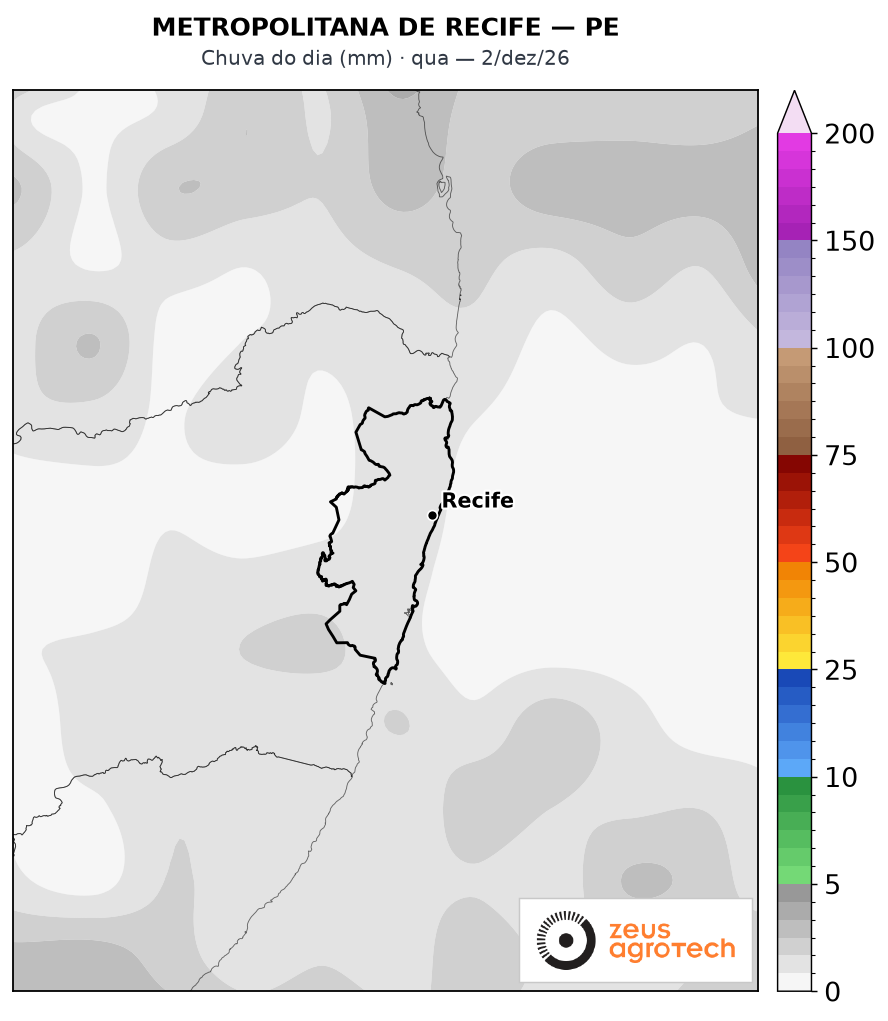 METROPOLITANA DE RECIFE — PE
Chuva do dia (mm) · qua — 2/dez/26
200
150
100
75
50
25
10
5
0
Recife
zeus
agrotech